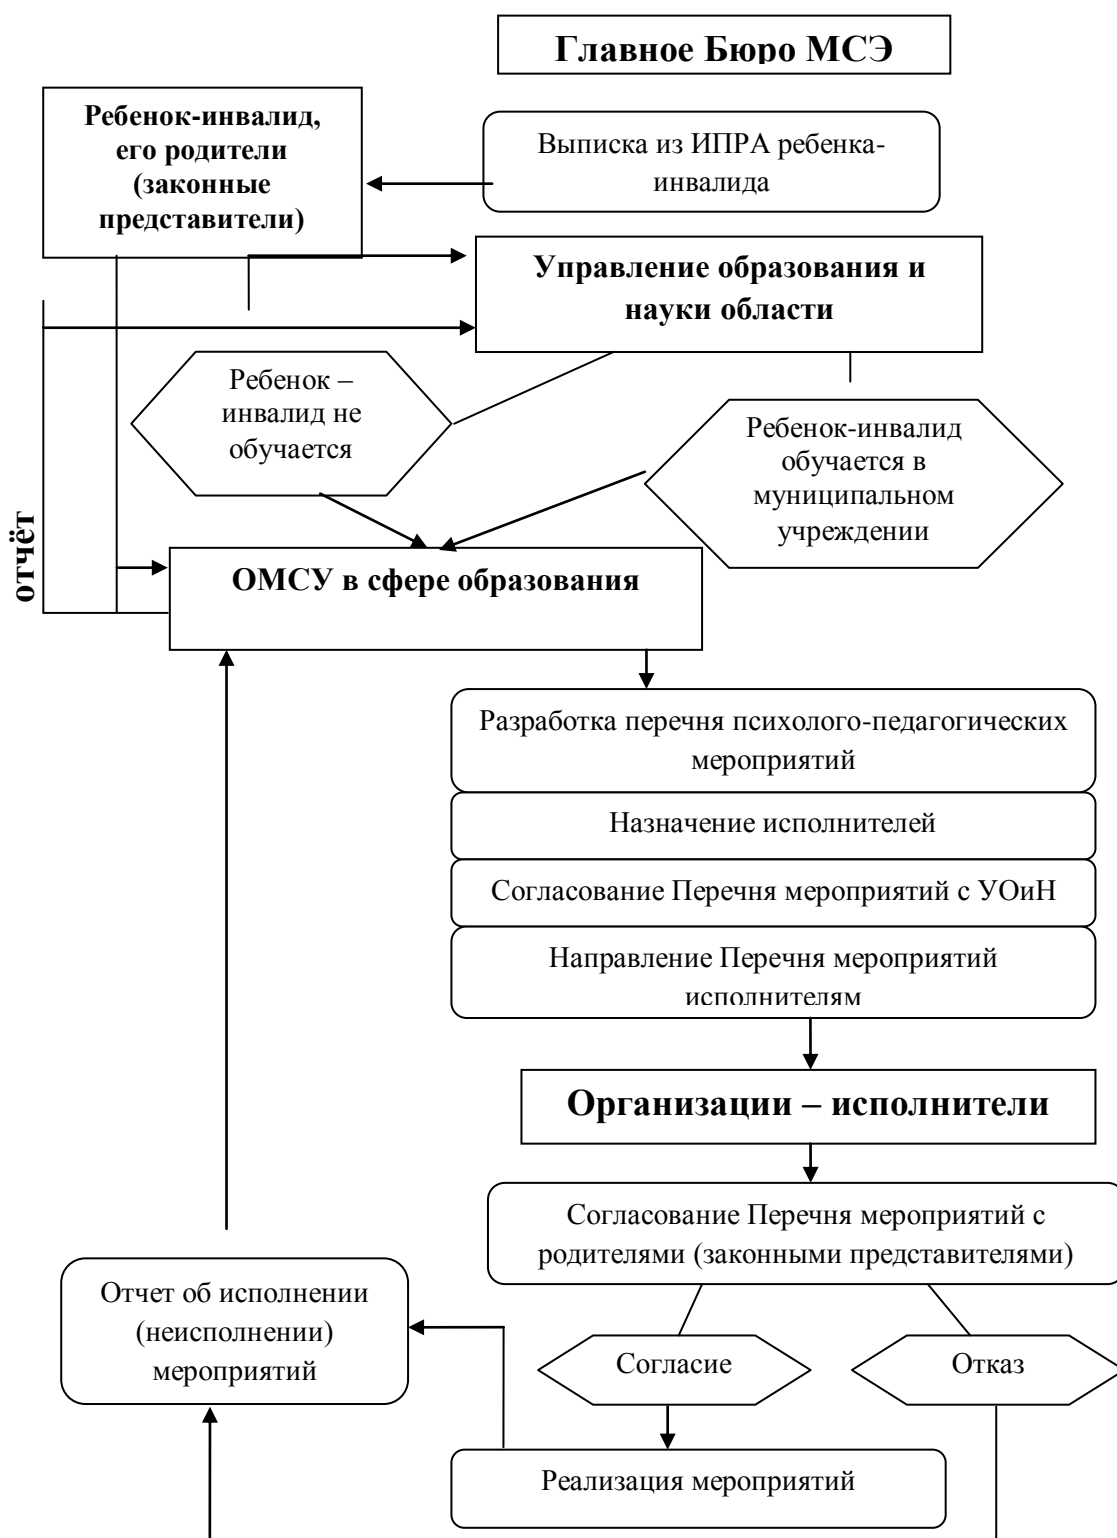 Главное Бюро МСЭ
Ребенок-инвалид,
его родители
(законные
представители)
Выписка из ИПРА ребенка-
инвалида
Управление образования и
науки области
Ребенок –
инвалид не
обучается
Ребенок-инвалид
обучается в
муниципальном
учреждении
отчёт
ОМСУ в сфере образования
Разработка перечня психолого-педагогических
мероприятий
Назначение исполнителей
Согласование Перечня мероприятий с УОиН
Направление Перечня мероприятий
исполнителям
Организации – исполнители
Согласование Перечня мероприятий с
родителями (законными представителями)
Отчет об исполнении
(неисполнении)
мероприятий
Согласие
Отказ
Реализация мероприятий